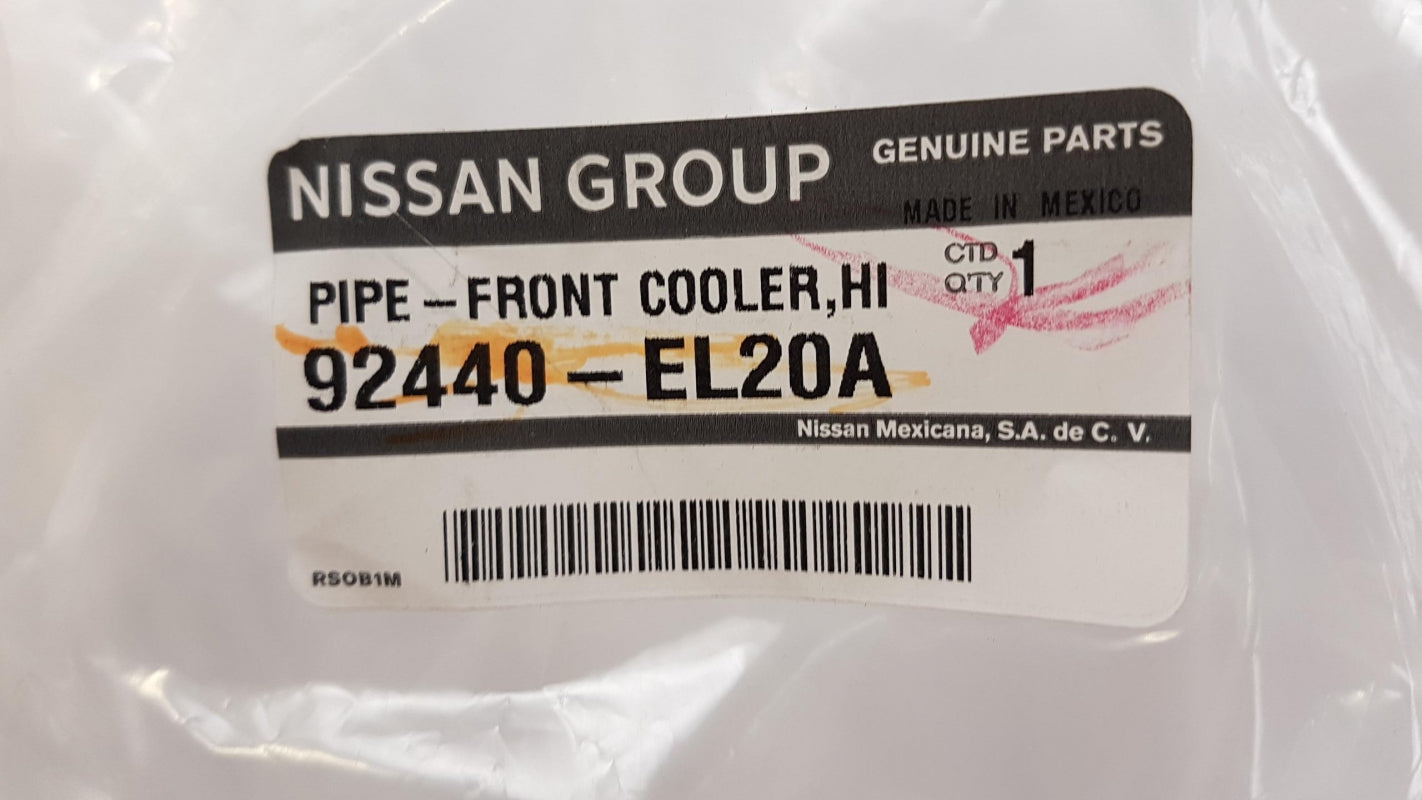 NISSAN GROUP
GENUINE PARTS
MADE IN MEXICO
PIPE-FRONT COOLER,HI
CTD
Q'TY
1
92440-EL20A
Nissan Mexicana, S.A. de C. V.
RSOB1M